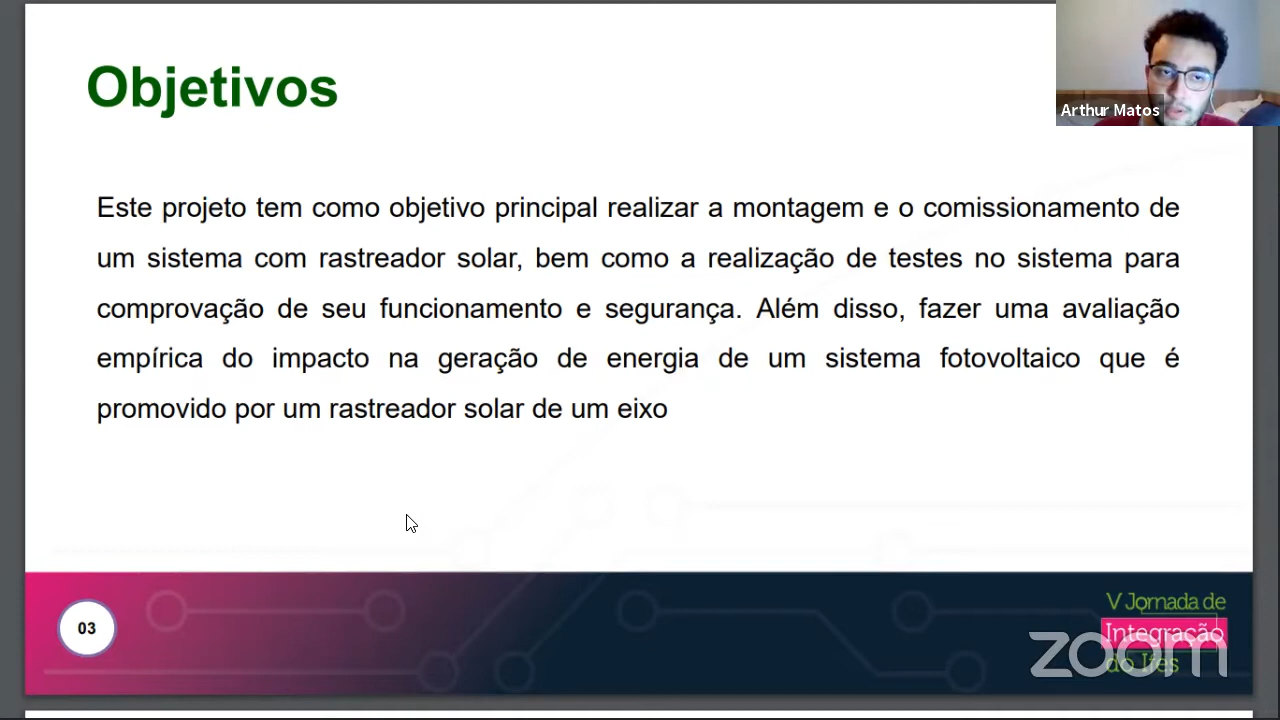 Objetivos
Arthur Matos
Este projeto tem como objetivo principal realizar a montagem e o comissionamento de
um sistema com rastreador solar, bem como a realização de testes no sistema para
comprovação de seu funcionamento e segurança. Além disso, fazer uma avaliação
empírica do impacto na geração de energia de um sistema fotovoltaico que é
promovido por um rastreador solar de um eixo
03
V Jornada de
Integração
do Ifes
zoom